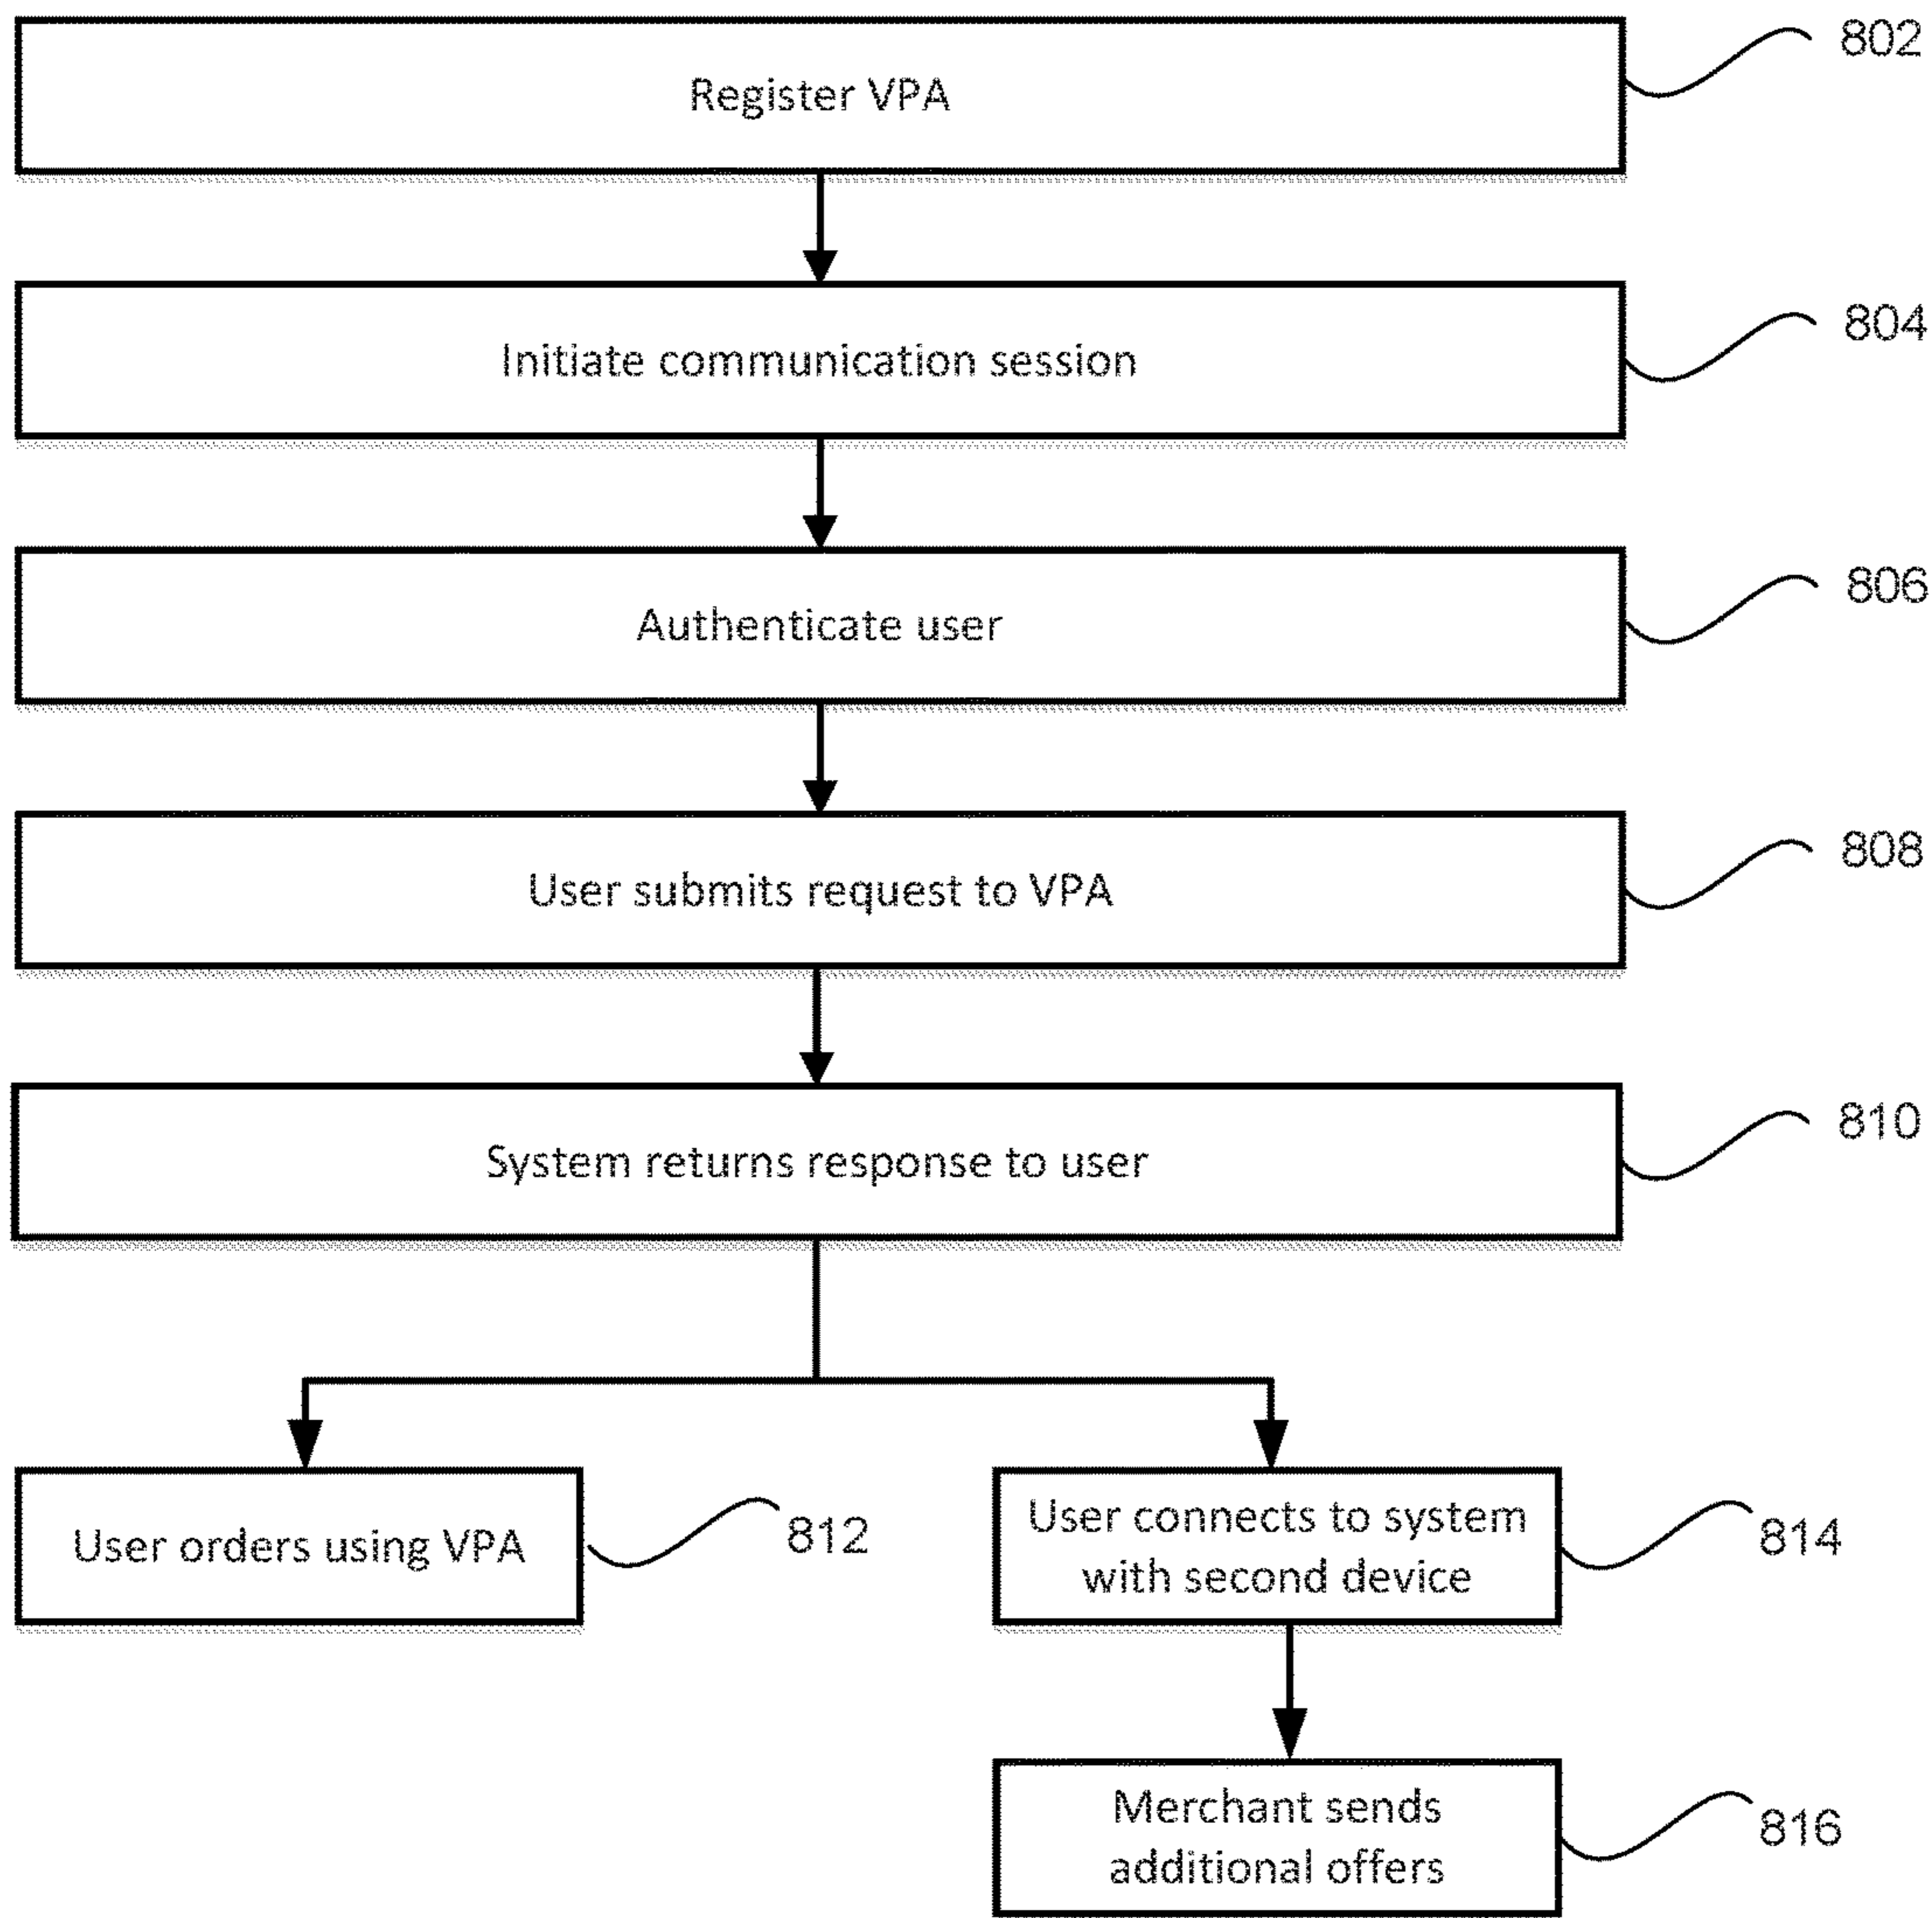 Register VPA
802
Initiate communication session
804
Authenticate user
806
User submits request to VPA
808
System returns response to user
810
User orders using VPA
812
User connects to system
with second device
814
Merchant sends
additional offers
816